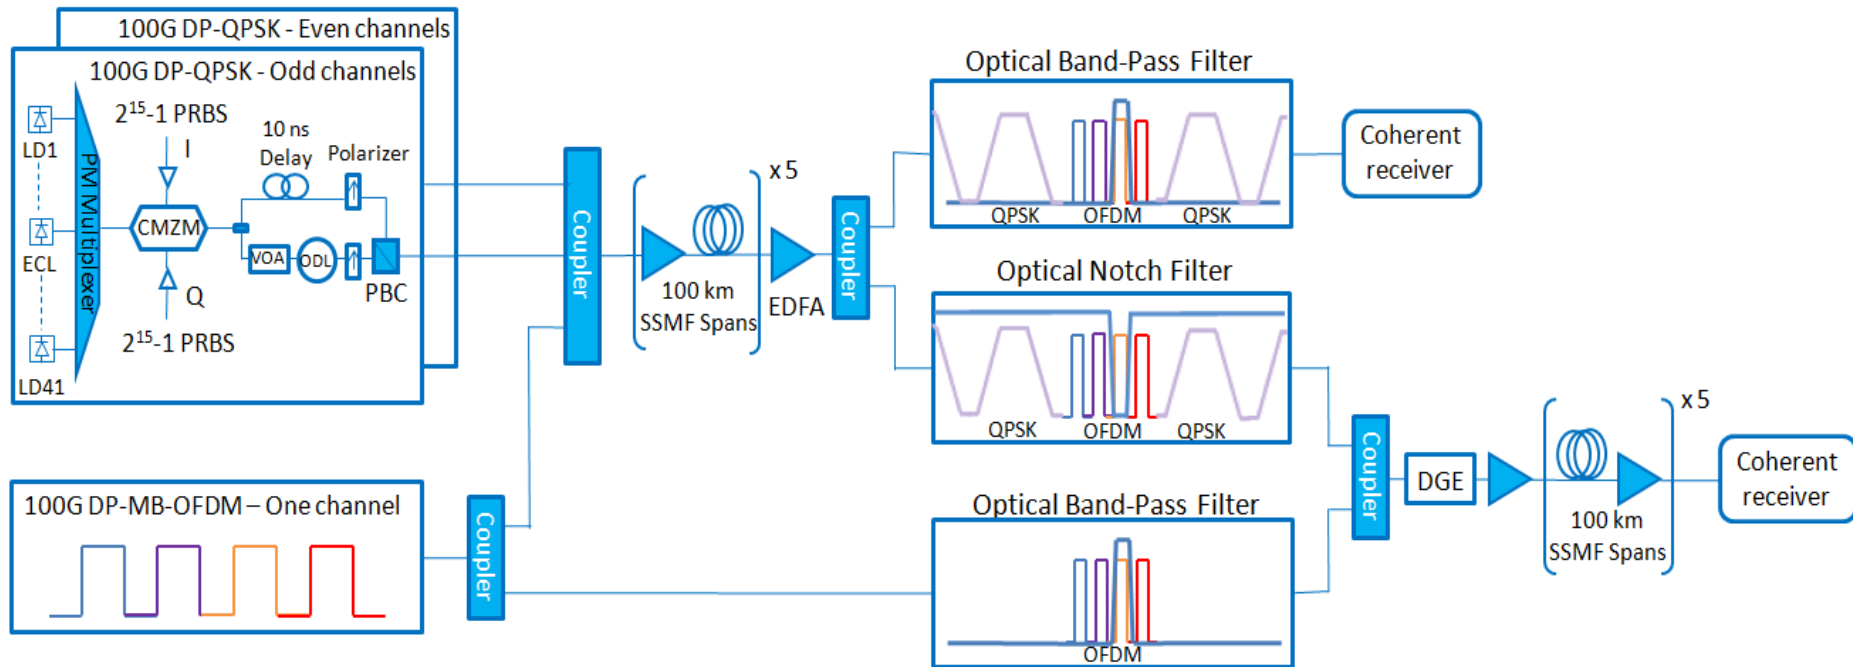 100G DP-QPSK - Even channels
100G DP-QPSK - Odd channels
2¹⁵-1 PRBS
I
LD1
ECL
LD41
PM Multiplexer
CMZM
Q
2¹⁵-1 PRBS
10 ns
Delay
Polarizer
VOA
ODL
PBC
100G DP-MB-OFDM – One channel
Coupler
Coupler
x 5
100 km
SSMF Spans
EDFA
Coupler
Optical Band-Pass Filter
QPSK
OFDM
QPSK
Coherent
receiver
Optical Notch Filter
QPSK
OFDM
QPSK
Optical Band-Pass Filter
OFDM
Coupler
DGE
x 5
100 km
SSMF Spans
Coherent
receiver